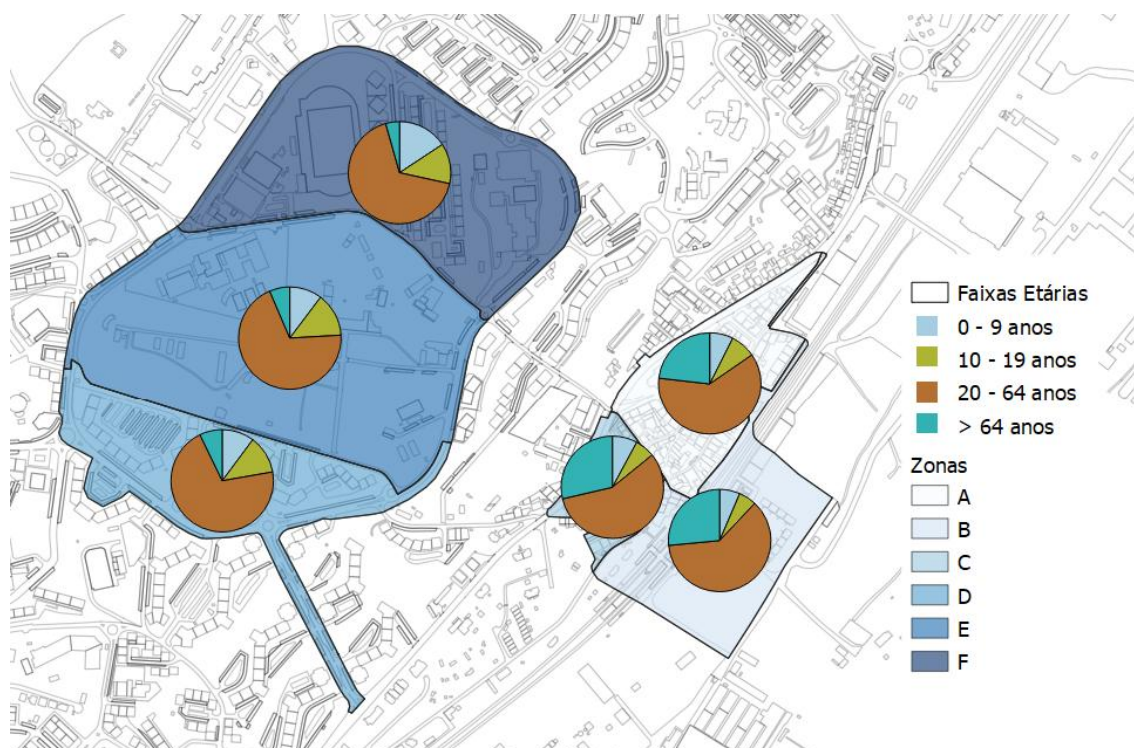 Faixas Etárias
0 - 9 anos
10 - 19 anos
20 - 64 anos
> 64 anos
Zonas
A
B
C
D
E
F